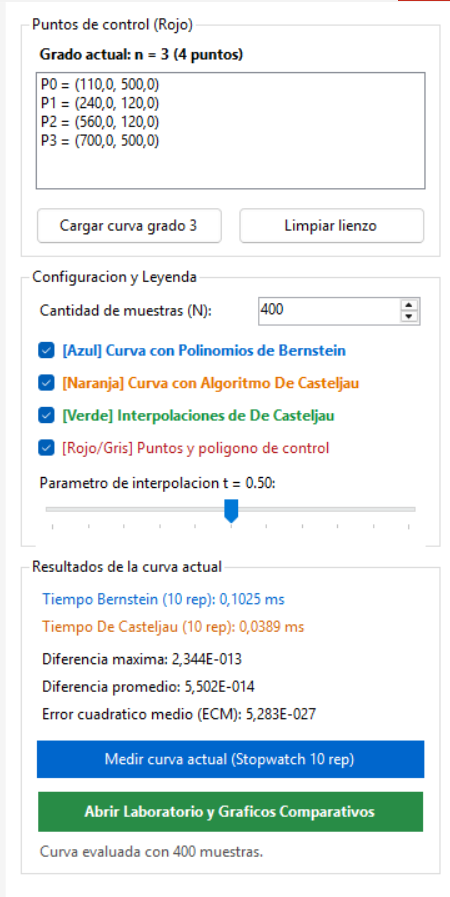 Puntos de control (Rojo)
Grado actual: n = 3 (4 puntos)
P0 = (110,0, 500,0)
P1 = (240,0, 120,0)
P2 = (560,0, 120,0)
P3 = (700,0, 500,0)
Cargar curva grado 3 Limpiar lienzo
Configuracion y Leyenda
Cantidad de muestras (N): 400
[Azul] Curva con Polinomios de Bernstein
[Naranja] Curva con Algoritmo De Casteljau
[Verde] Interpolaciones de De Casteljau
[Rojo/Gris] Puntos y poligono de control
Parametro de interpolacion t = 0.50:
Resultados de la curva actual
Tiempo Bernstein (10 rep): 0,1025 ms
Tiempo De Casteljau (10 rep): 0,0389 ms
Diferencia maxima: 2,344E-013
Diferencia promedio: 5,502E-014
Error cuadratico medio (ECM): 5,283E-027
Medir curva actual (Stopwatch 10 rep)
Abrir Laboratorio y Graficos Comparativos
Curva evaluada con 400 muestras.